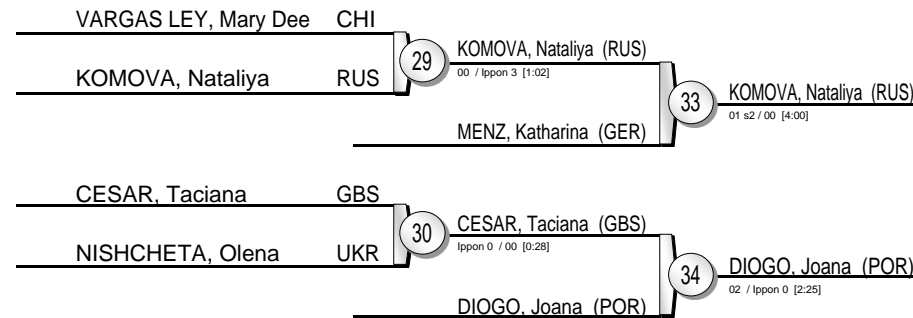 VARGAS LEY, Mary Dee CHI
KOMOVA, Nataliya RUS
29
KOMOVA, Nataliya (RUS)
00 / Ippon 3 [1:02]
MENZ, Katharina (GER)
33
KOMOVA, Nataliya (RUS)
01 s2 / 00 [4:00]
CESAR, Taciana GBS
NISHCHETA, Olena UKR
30
CESAR, Taciana (GBS)
Ippon 0 / 00 [0:28]
DIOGO, Joana (POR)
34
DIOGO, Joana (POR)
02 / Ippon 0 [2:25]